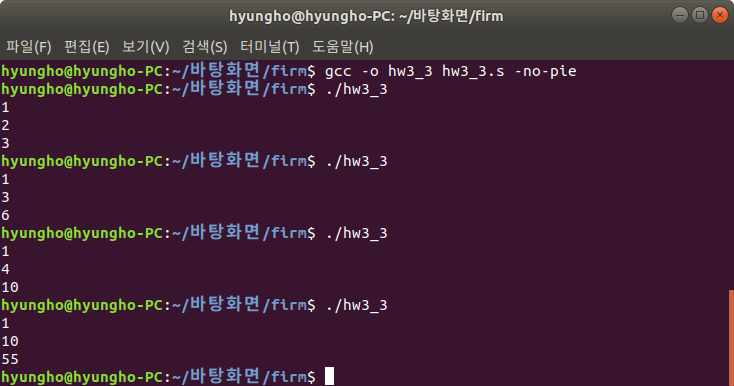 hyungho@hyungho-PC: ~/바탕화면/firm
파일(F) 편집(E) 보기(V) 검색(S) 터미널(T) 도움말(H)
hyungho@hyungho-PC:~/바탕화면/firm$ gcc -o hw3_3 hw3_3.s -no-pie
hyungho@hyungho-PC:~/바탕화면/firm$ ./hw3_3
1
2
3
hyungho@hyungho-PC:~/바탕화면/firm$ ./hw3_3
1
3
6
hyungho@hyungho-PC:~/바탕화면/firm$ ./hw3_3
1
4
10
hyungho@hyungho-PC:~/바탕화면/firm$ ./hw3_3
1
10
55
hyungho@hyungho-PC:~/바탕화면/firm$